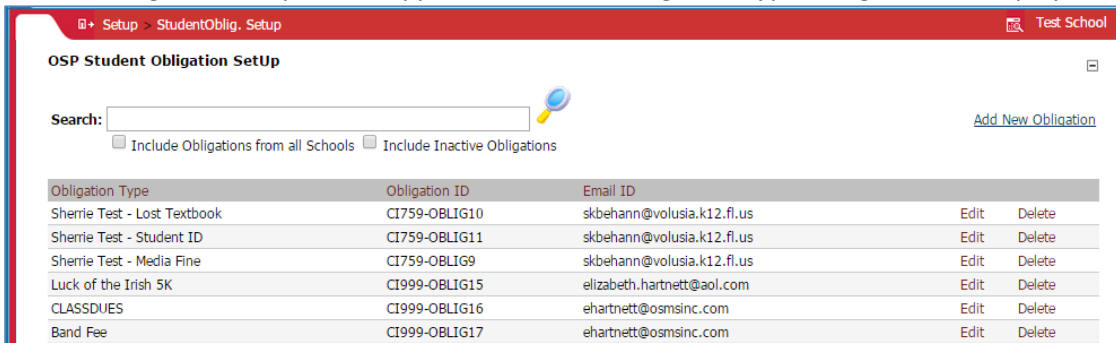 Setup > StudentOblig. Setup Test School
OSP Student Obligation SetUp
Search:
Add New Obligation
Include Obligations from all Schools Include Inactive Obligations
Obligation Type Obligation ID Email ID
Sherrie Test - Lost Textbook CI759-OBLIG10 skbehann@volusia.k12.fl.us Edit Delete
Sherrie Test - Student ID CI759-OBLIG11 skbehann@volusia.k12.fl.us Edit Delete
Sherrie Test - Media Fine CI759-OBLIG9 skbehann@volusia.k12.fl.us Edit Delete
Luck of the Irish 5K CI999-OBLIG15 elizabeth.hartnett@aol.com Edit Delete
CLASSDUES CI999-OBLIG16 ehartnett@osmsinc.com Edit Delete
Band Fee CI999-OBLIG17 ehartnett@osmsinc.com Edit Delete